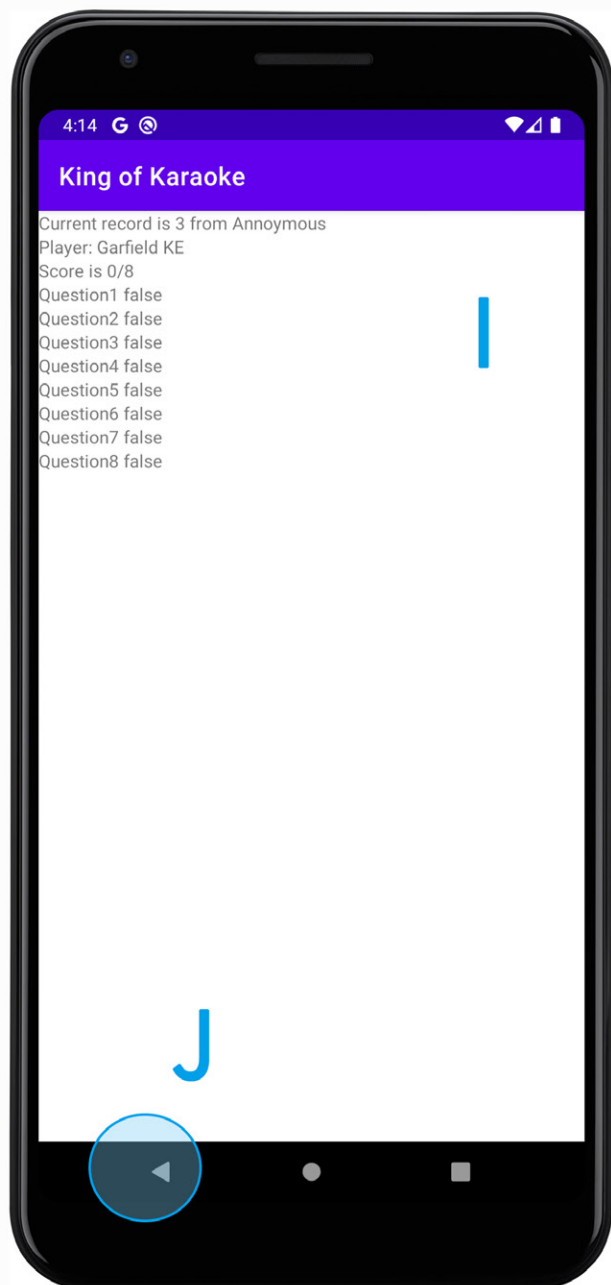 4:14 G
King of Karaoke
Current record is 3 from Annoymous
Player: Garfield KE
Score is 0/8
Question1 false
I
Question2 false
Question3 false
Question4 false
Question5 false
Question6 false
Question7 false
Question8 false
J